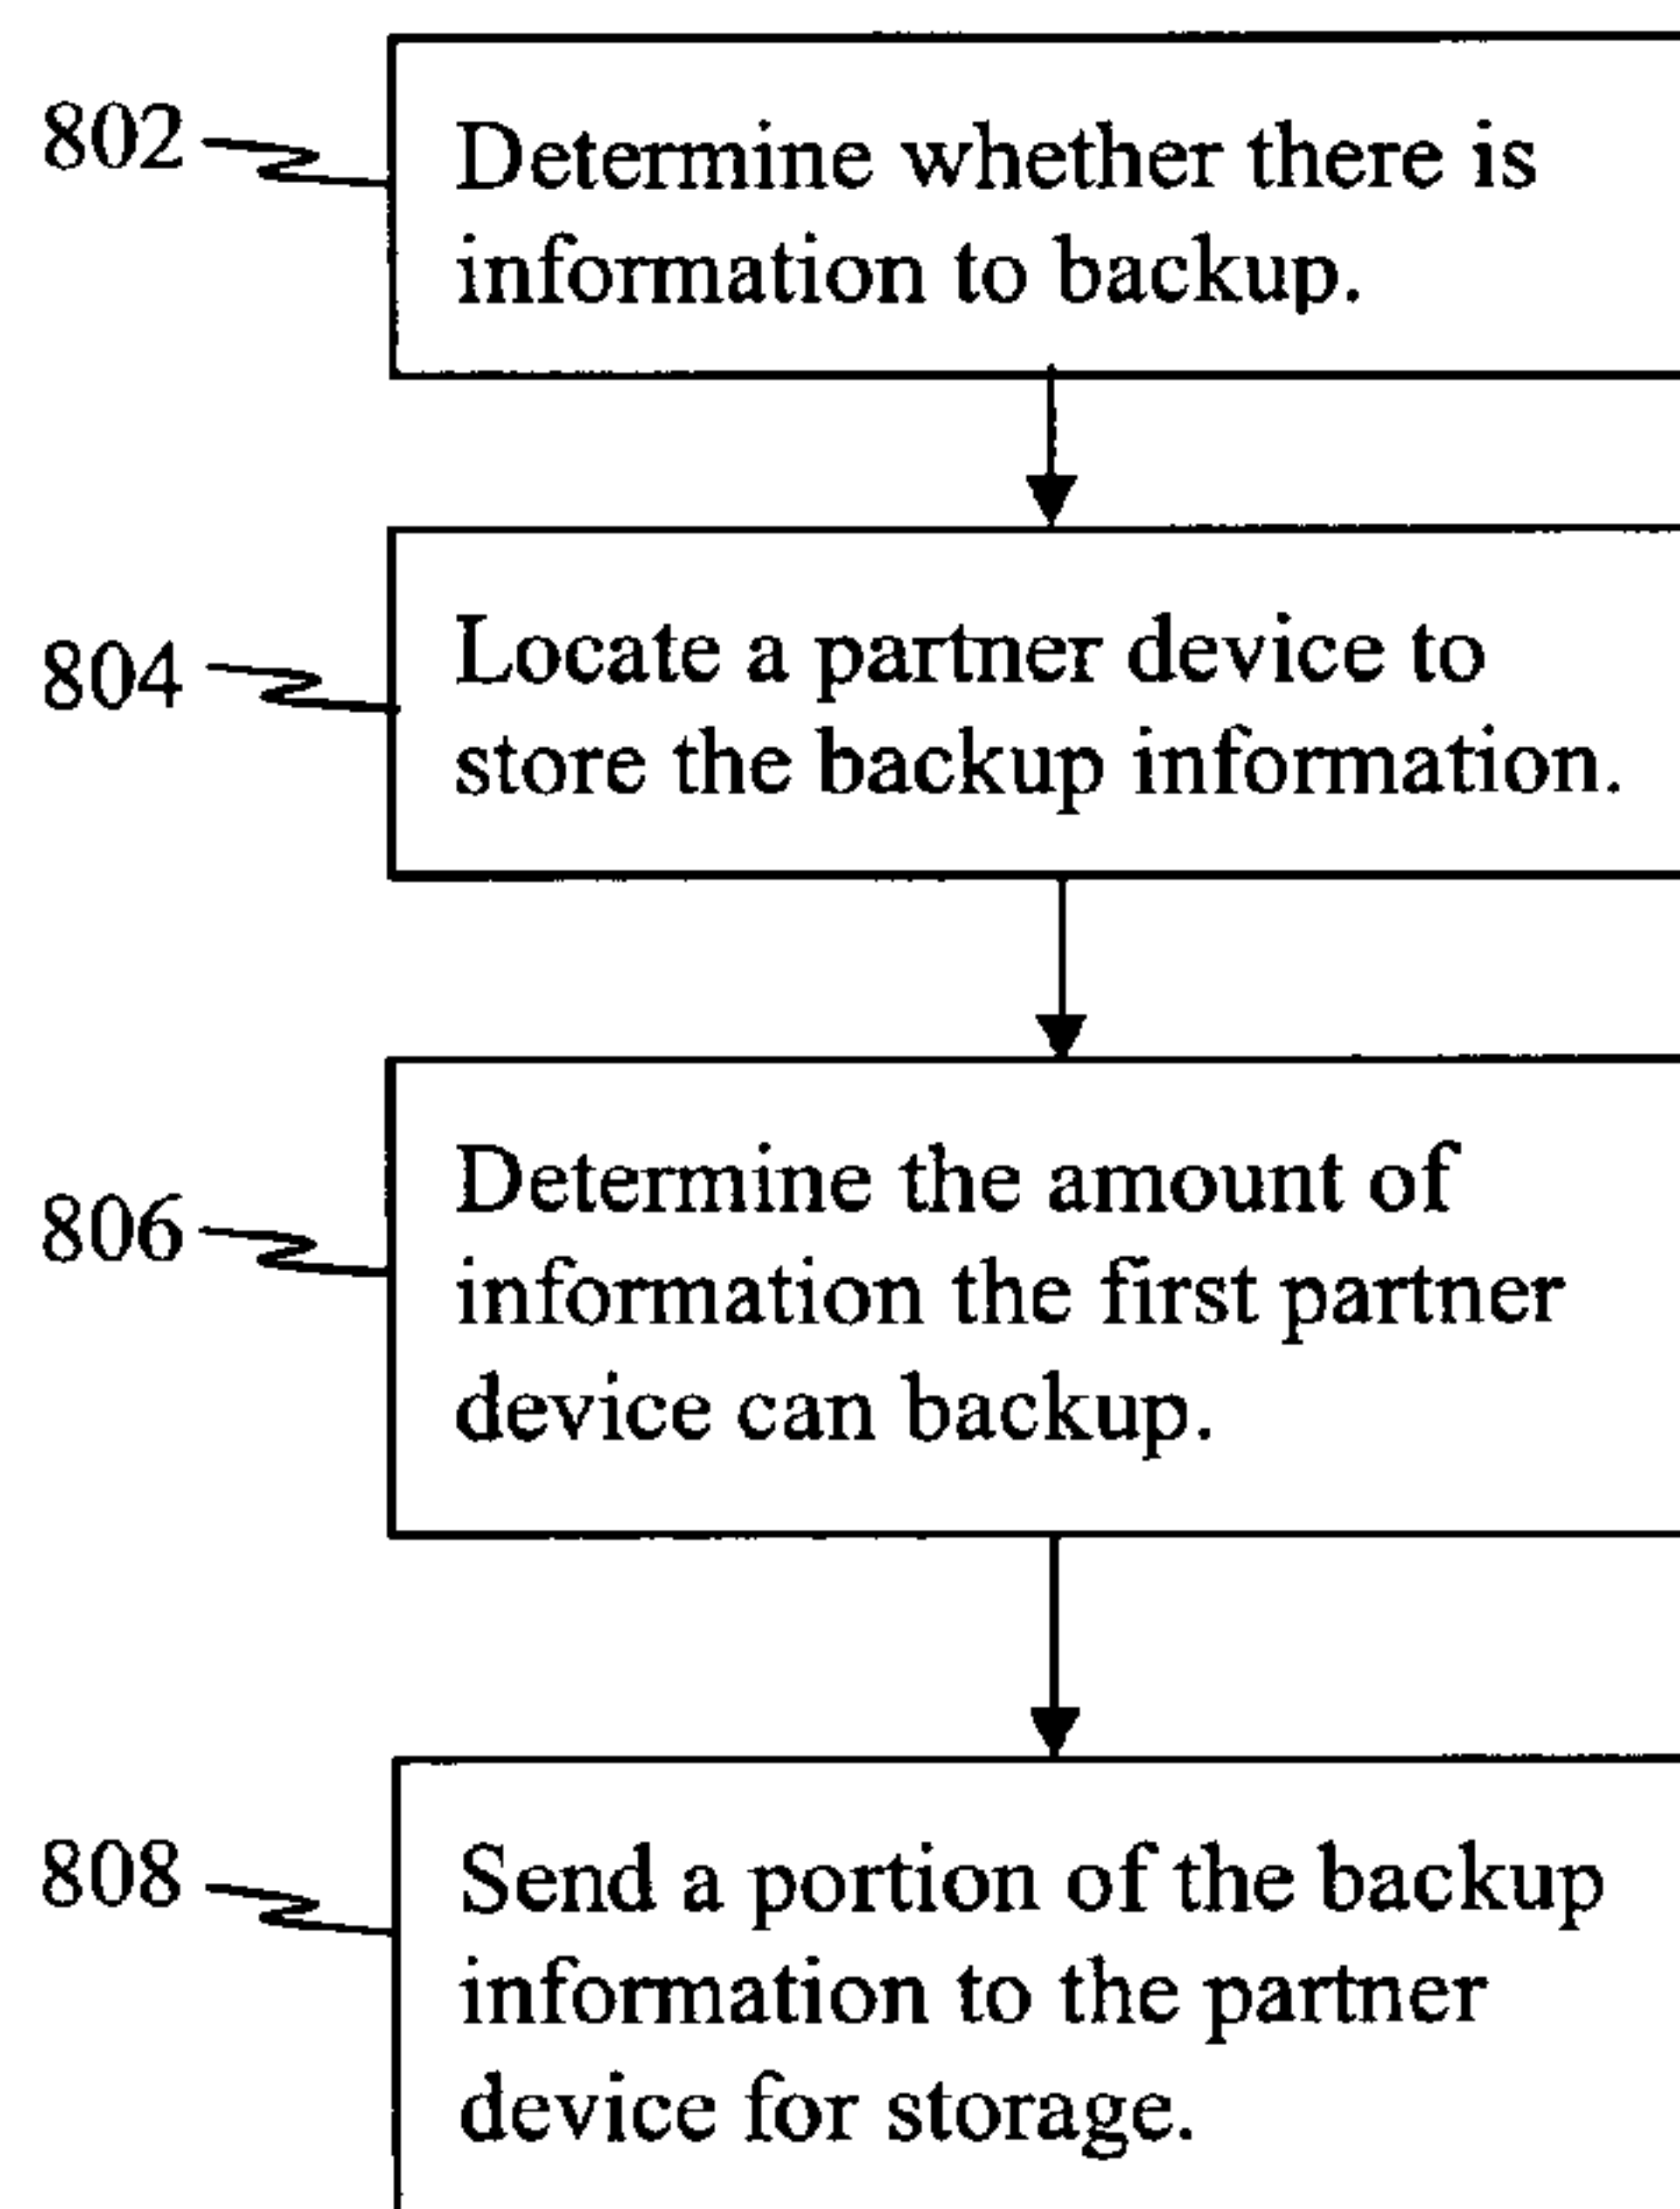 802
Determine whether there is
information to backup.
804
Locate a partner device to
store the backup information.
806
Determine the amount of
information the first partner
device can backup.
808
Send a portion of the backup
information to the partner
device for storage.